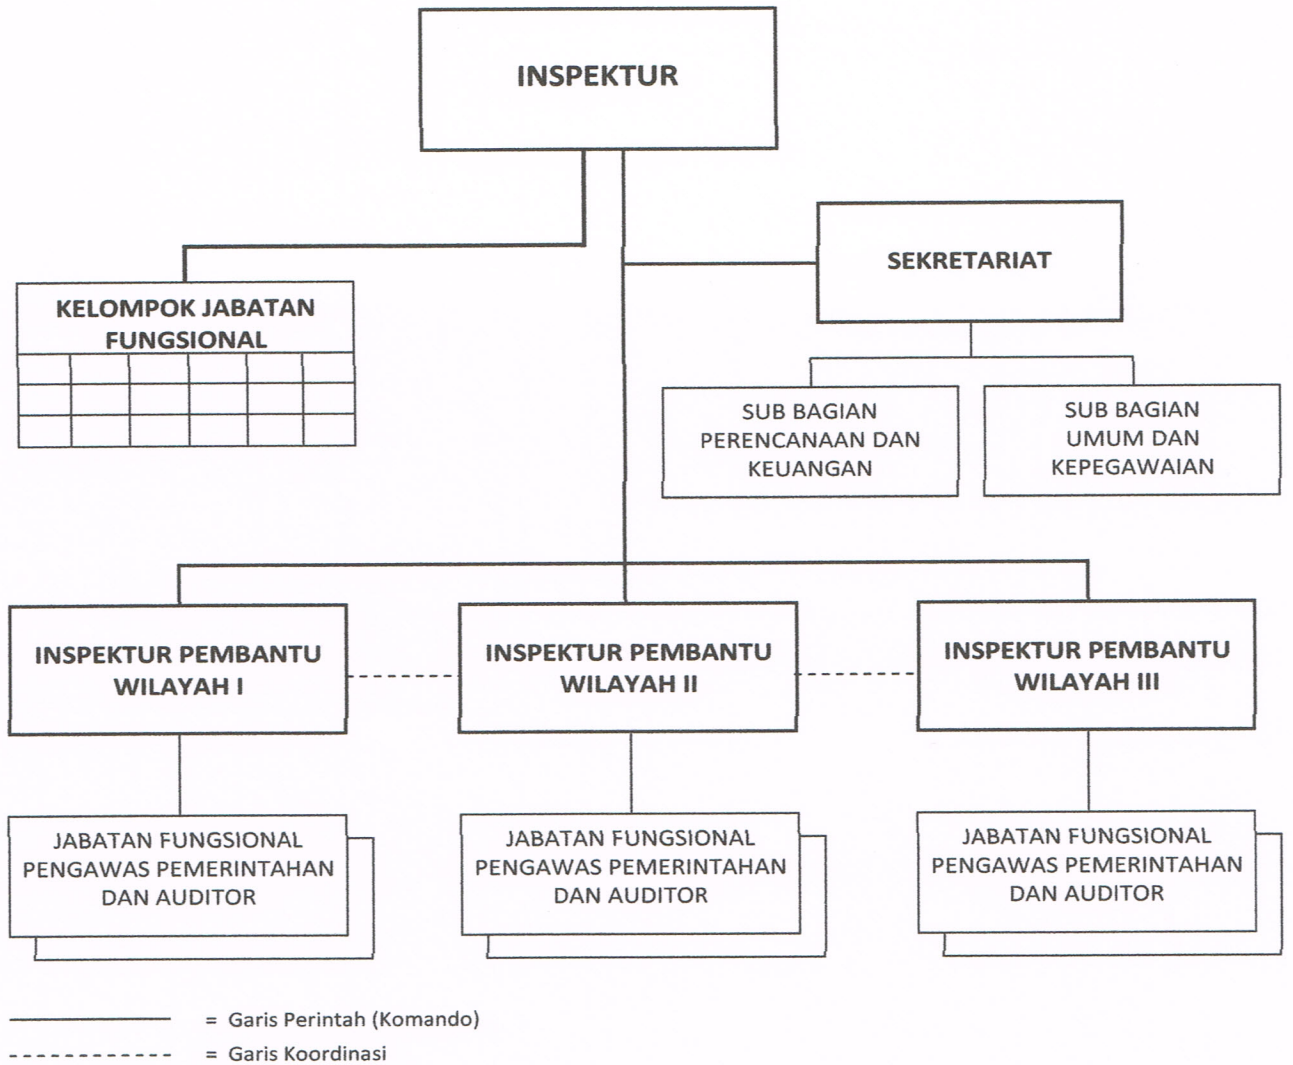 INSPEKTUR
SEKRETARIAT
KELOMPOK JABATAN
FUNGSIONAL
SUB BAGIAN
PERENCANAAN DAN
KEUANGAN
SUB BAGIAN
UMUM DAN
KEPEGAWAIAN
INSPEKTUR PEMBANTU
WILAYAH I
INSPEKTUR PEMBANTU
WILAYAH II
INSPEKTUR PEMBANTU
WILAYAH III
JABATAN FUNGSIONAL
PENGAWAS PEMERINTAHAN
DAN AUDITOR
JABATAN FUNGSIONAL
PENGAWAS PEMERINTAHAN
DAN AUDITOR
JABATAN FUNGSIONAL
PENGAWAS PEMERINTAHAN
DAN AUDITOR
= Garis Perintah (Komando)
= Garis Koordinasi